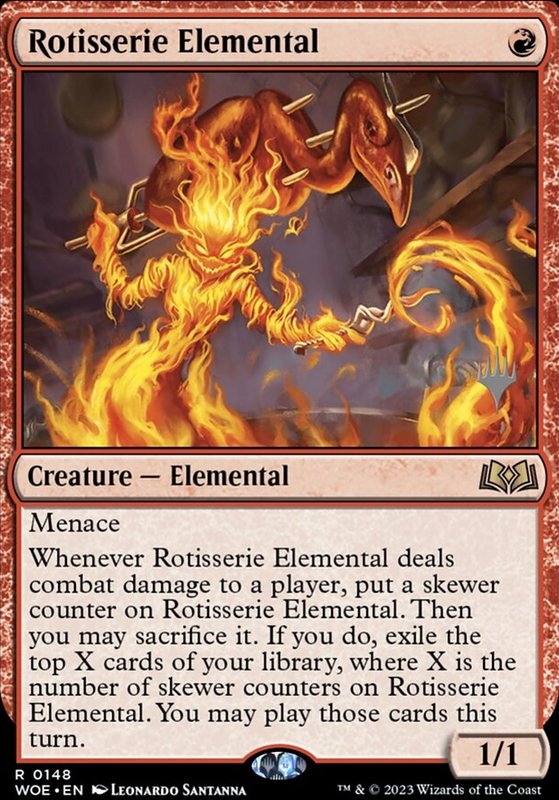 Rotisserie Elemental
Creature — Elemental
Menace
Whenever Rotisserie Elemental deals
combat damage to a player, put a skewer
counter on Rotisserie Elemental. Then
you may sacrifice it. If you do, exile the
top X cards of your library, where X is the
number of skewer counters on Rotisserie
Elemental. You may play those cards this
turn.
1/1
R 0148
WOE • EN Leonardo Santanna
™ & © 2023 Wizards of the Coast